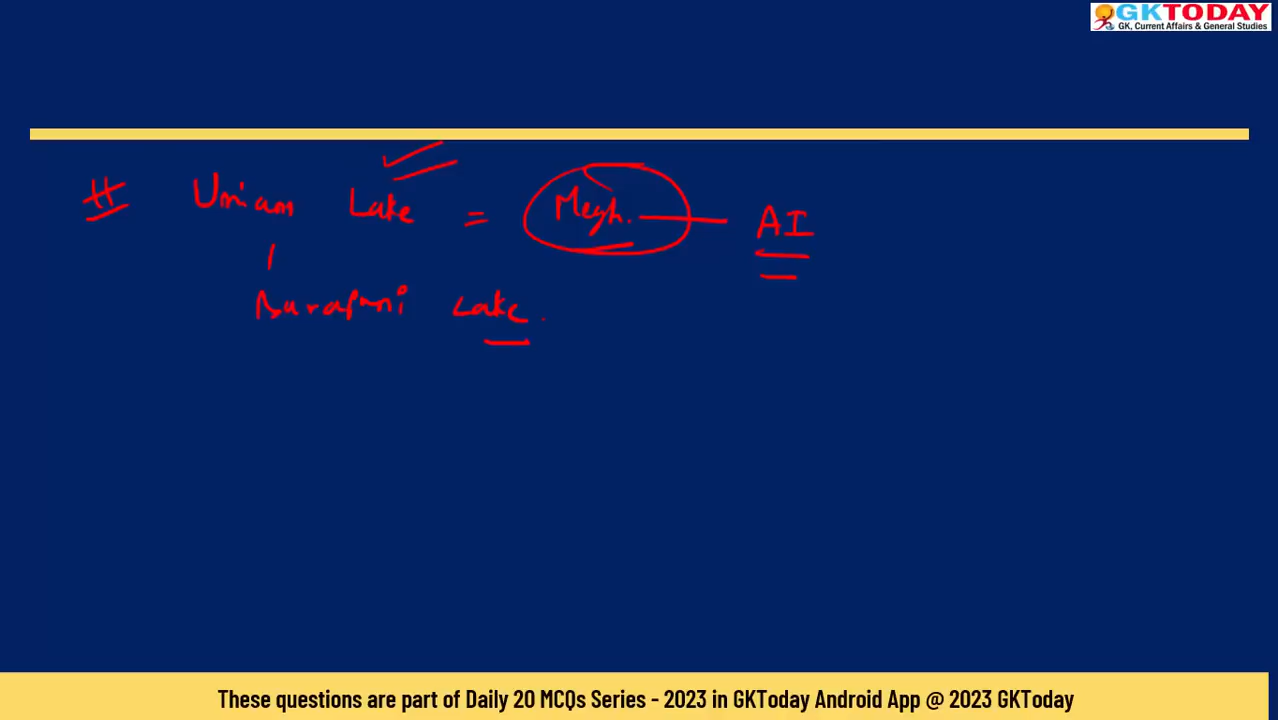 GKTODAY
GK, Current Affairs & General Studies
# Umiam Lake = Megh. — AI
Barapani Lake.
These questions are part of Daily 20 MCQs Series - 2023 in GKToday Android App @ 2023 GKToday